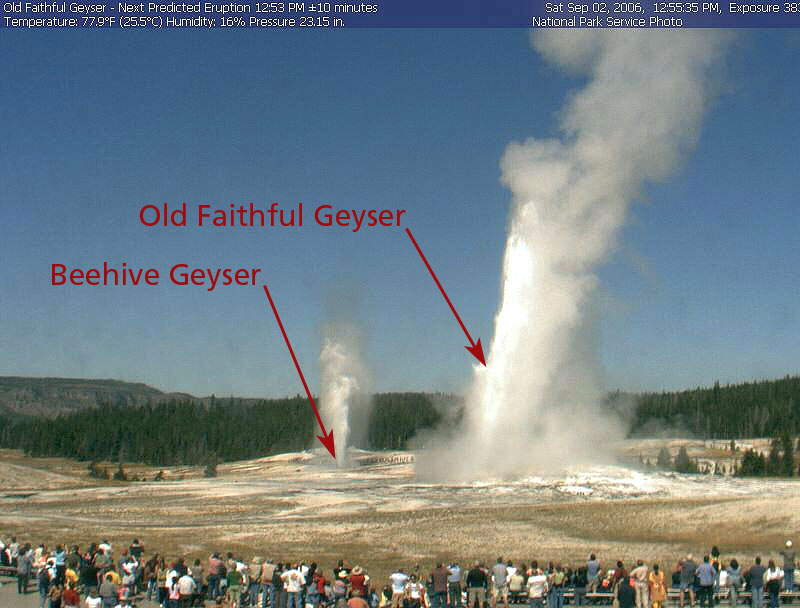 Old Faithful Geyser - Next Predicted Eruption 12:53 PM ±10 minutes
Sat Sep 02, 2006, 12:55:35 PM, Exposure 383
Temperature: 77.9°F (25.5°C) Humidity: 16% Pressure 23.15 in.
National Park Service Photo
Old Faithful Geyser
Beehive Geyser